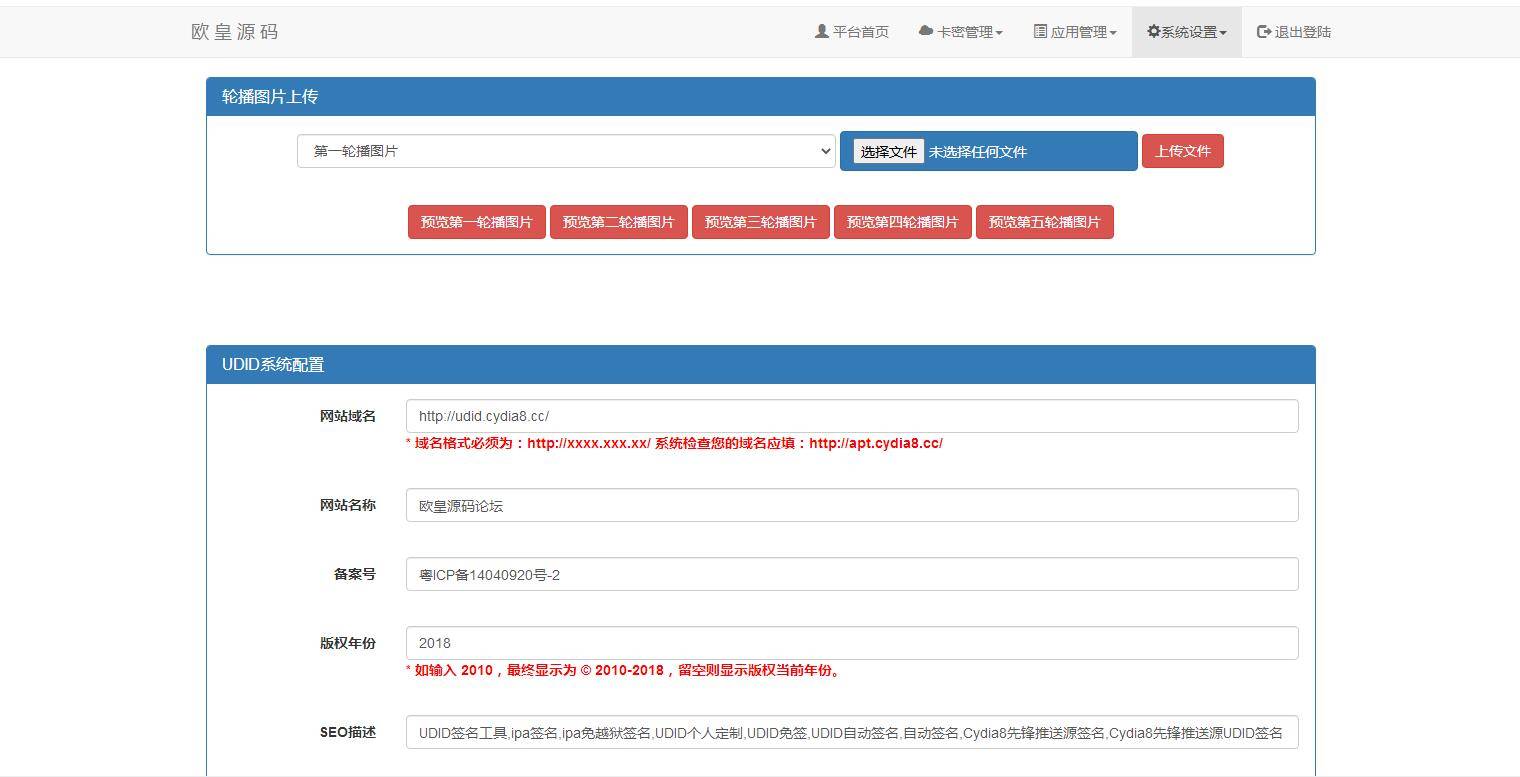 欧 皇 源 码 平台首页 卡密管理 应用管理 系统设置 退出登陆
轮播图片上传
第一轮播图片 选择文件 未选择任何文件 上传文件
预览第一轮播图片 预览第二轮播图片 预览第三轮播图片 预览第四轮播图片 预览第五轮播图片
UDID系统配置
网站域名 http://udid.cydia8.cc/
* 域名格式必须为：http://xxxx.xxx.xx/ 系统检查您的域名应填：http://apt.cydia8.cc/
网站名称 欧皇源码论坛
备案号 粤ICP备14040920号-2
版权年份 2018
* 如输入 2010，最终显示为 © 2010-2018，留空则显示版权当前年份。
SEO描述 UDID签名工具,ipa签名,ipa免越狱签名,UDID个人定制,UDID免签,UDID自动签名,自动签名,Cydia8先锋推送源签名,Cydia8先锋推送源UDID签名